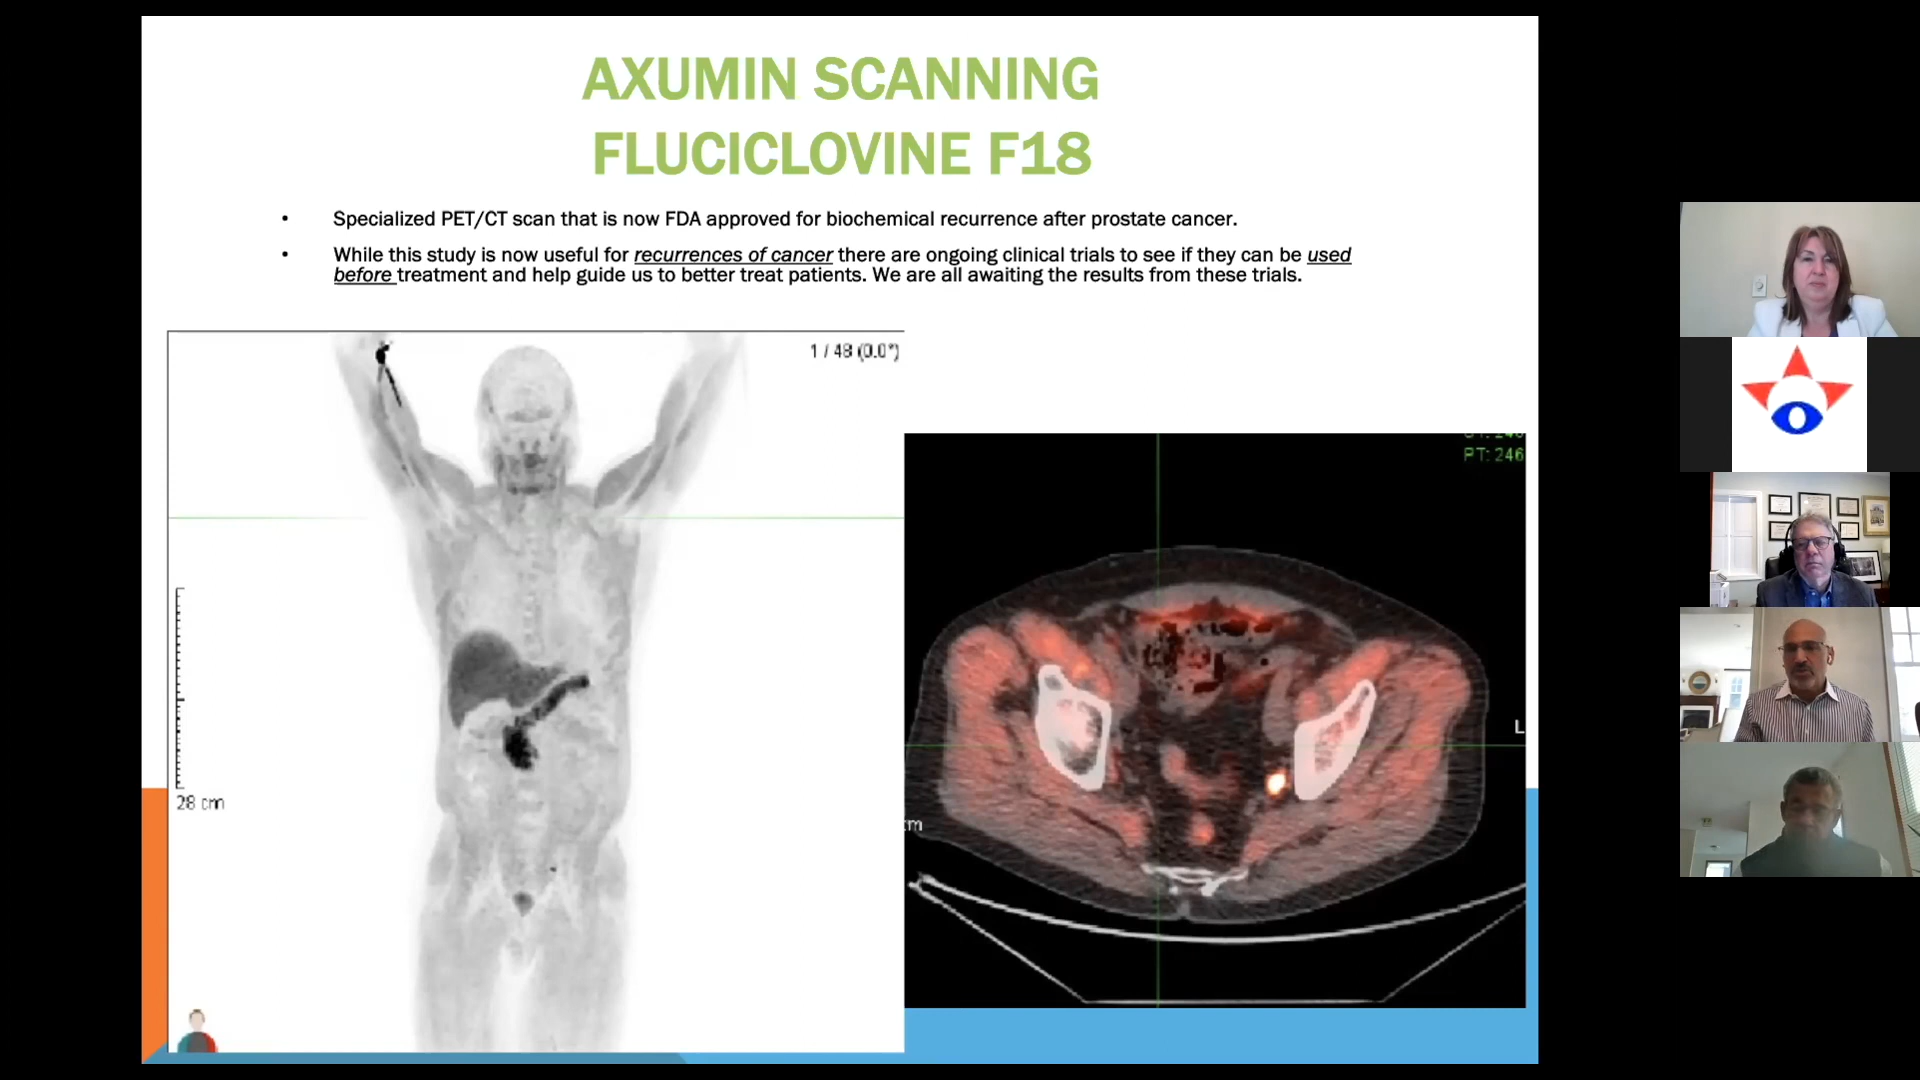 AXUMIN SCANNING
FLUCICLOVINE F18
• Specialized PET/CT scan that is now FDA approved for biochemical recurrence after prostate cancer.
• While this study is now useful for recurrences of cancer there are ongoing clinical trials to see if they can be used
before treatment and help guide us to better treat patients. We are all awaiting the results from these trials.
1 / 48 (0.0°)
28 cm
PT: 246
L